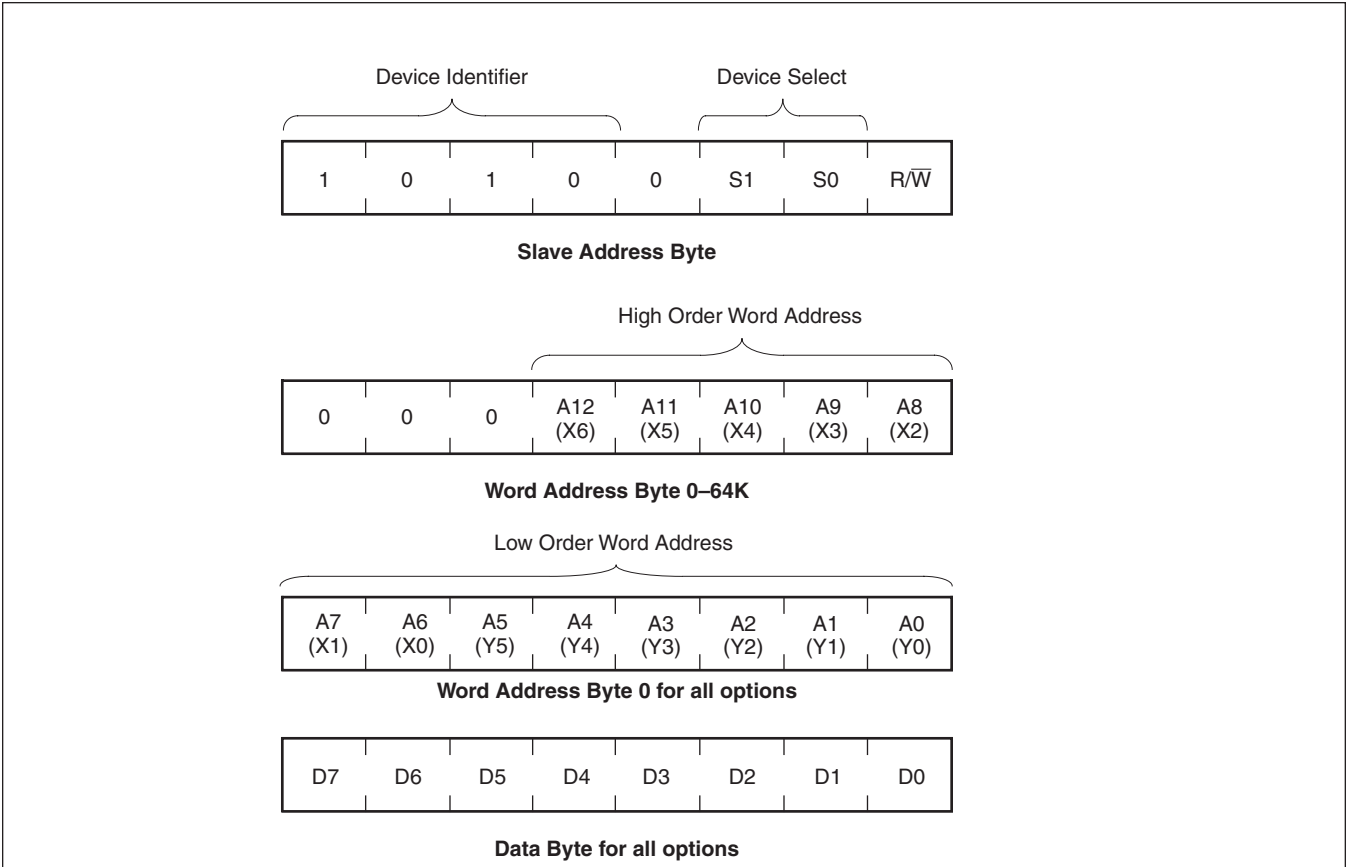 Device Identifier Device Select
1 0 1 0 0 S1 S0 R/W̅
Slave Address Byte
High Order Word Address
0 0 0 A12 A11 A10 A9 A8
(X6) (X5) (X4) (X3) (X2)
Word Address Byte 0–64K
Low Order Word Address
A7 A6 A5 A4 A3 A2 A1 A0
(X1) (X0) (Y5) (Y4) (Y3) (Y2) (Y1) (Y0)
Word Address Byte 0 for all options
D7 D6 D5 D4 D3 D2 D1 D0
Data Byte for all options